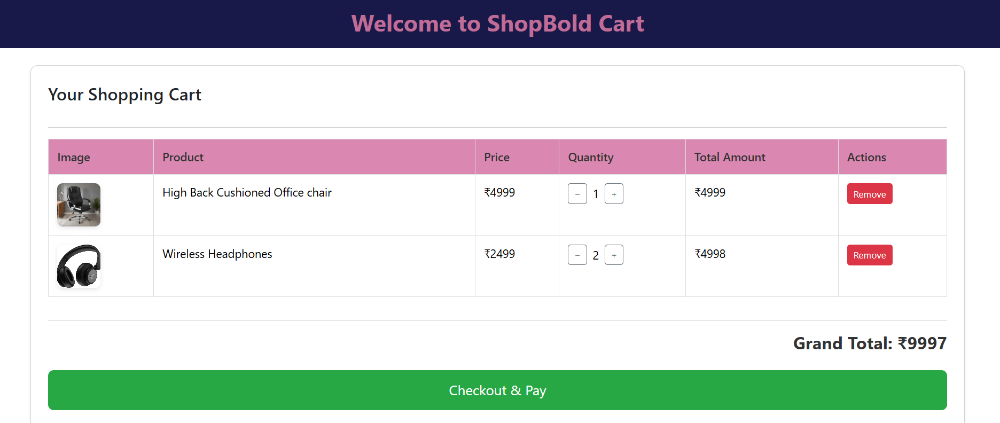 Welcome to ShopBold Cart
Your Shopping Cart
Image Product Price Quantity Total Amount Actions
High Back Cushioned Office chair ₹4999 − 1 + ₹4999 Remove
Wireless Headphones ₹2499 − 2 + ₹4998 Remove
Grand Total: ₹9997
Checkout & Pay